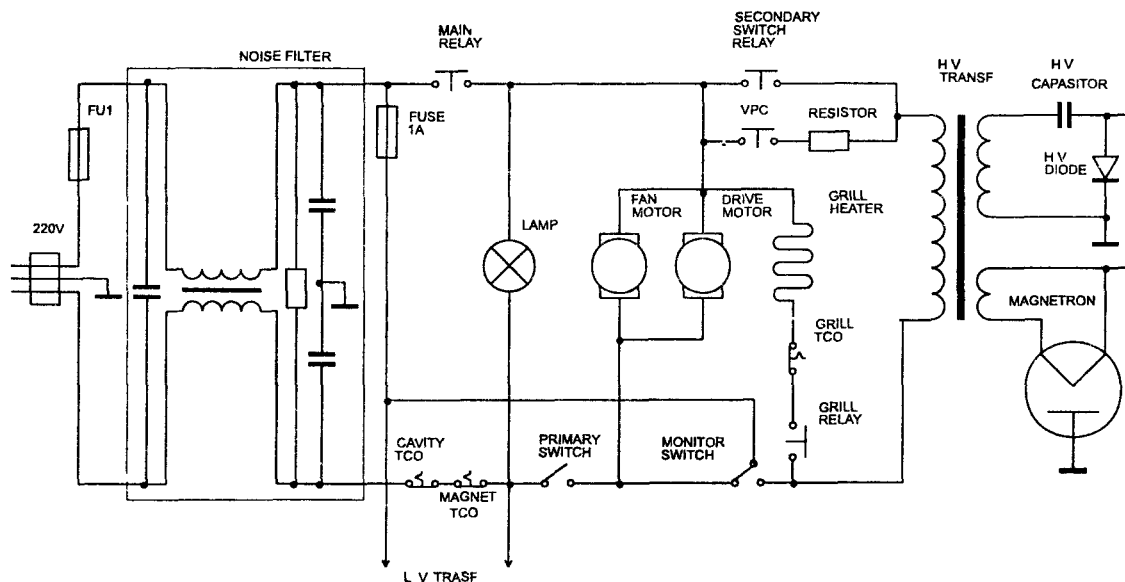 NOISE FILTER
MAIN
RELAY
SECONDARY
SWITCH
RELAY
H V
TRANSF
H V
CAPASITOR
FU1
FUSE
1A
VPC
RESISTOR
H V
DIODE
220V
LAMP
FAN
MOTOR
DRIVE
MOTOR
GRILL
HEATER
MAGNETRON
GRILL
TCO
GRILL
RELAY
CAVITY
TCO
MAGNET
TCO
PRIMARY
SWITCH
MONITOR
SWITCH
L V TRASF